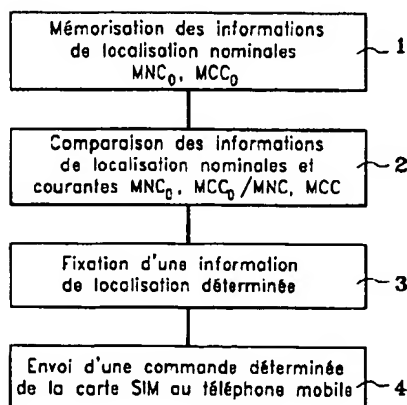 Mémorisation des informations
de localisation nominales
MNC₀, MCC₀
1
Comparaison des informations
de localisation nominales et
courantes MNC₀, MCC₀/MNC, MCC
2
Fixation d'une information
de localisation déterminée
3
Envoi d'une commande déterminée
de la carte SIM au téléphone mobile
4